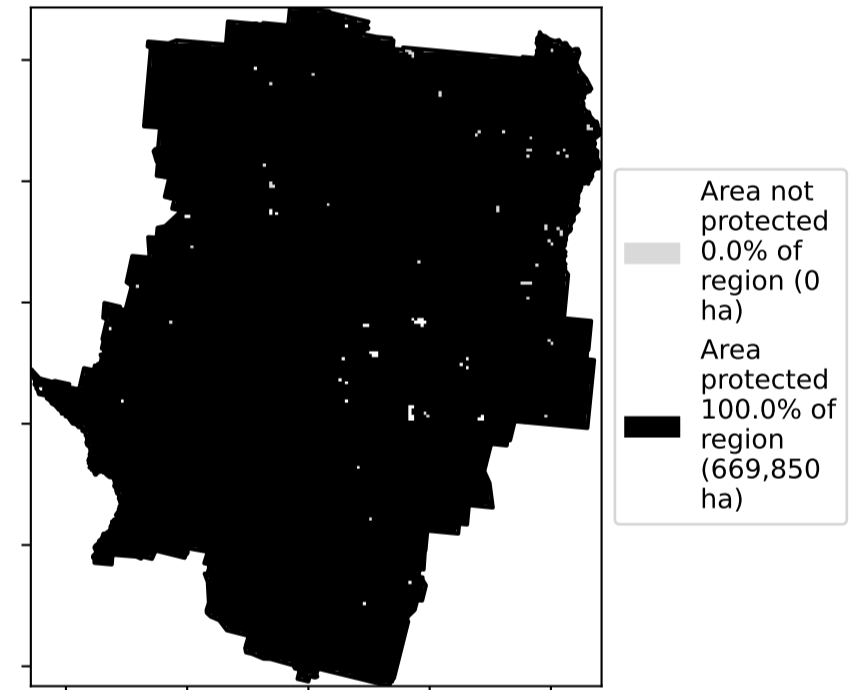 Area not
protected
0.0% of
region (0
ha)
Area
protected
100.0% of
region
(669,850
ha)